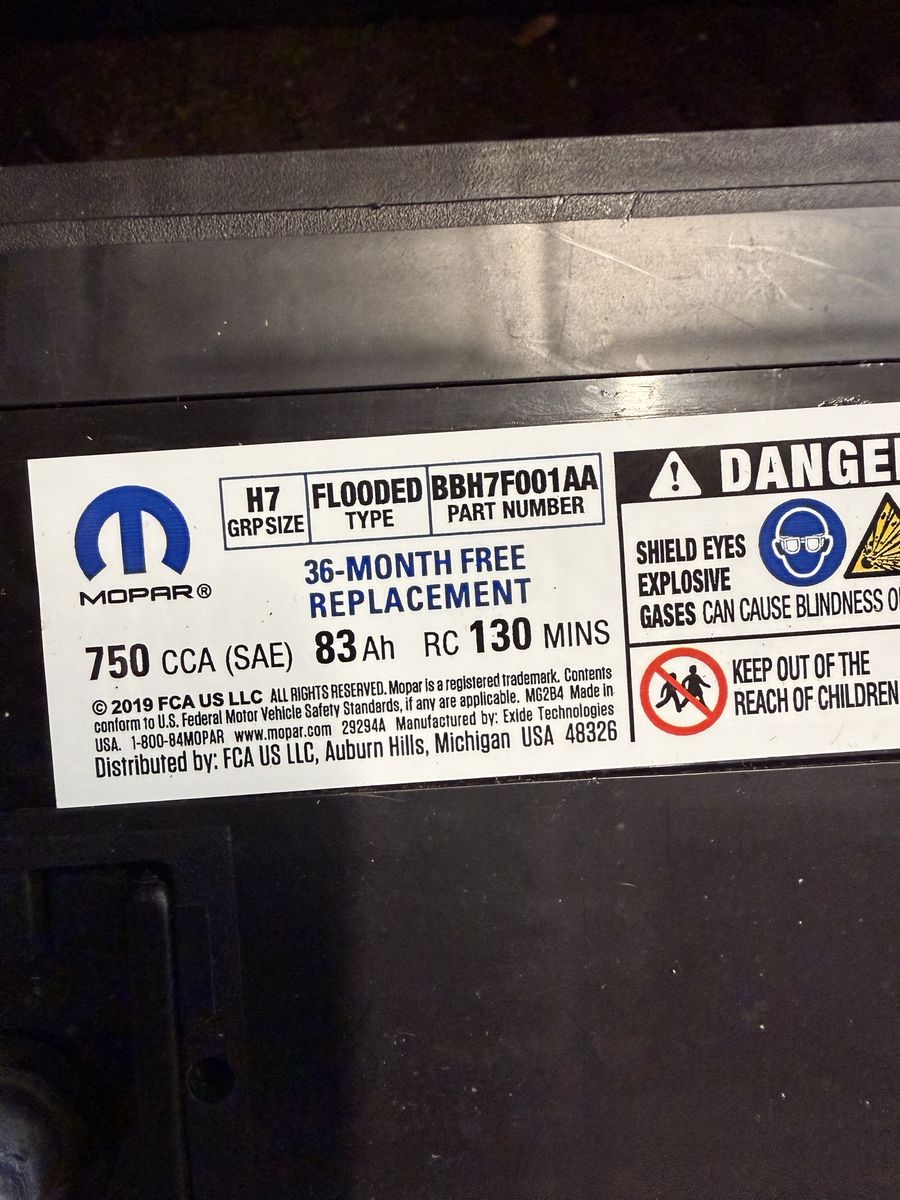 MOPAR®
H7
GRP SIZE
FLOODED
TYPE
BBH7F001AA
PART NUMBER
36-MONTH FREE
REPLACEMENT
750 CCA (SAE) 83 Ah RC 130 MINS
© 2019 FCA US LLC ALL RIGHTS RESERVED. Mopar is a registered trademark. Contents
conform to U.S. Federal Motor Vehicle Safety Standards, if any are applicable. MG2B4 Made in
USA. 1-800-84MOPAR www.mopar.com 29294A Manufactured by: Exide Technologies
Distributed by: FCA US LLC, Auburn Hills, Michigan USA 48326
DANGE
SHIELD EYES
EXPLOSIVE
GASES CAN CAUSE BLINDNESS O
KEEP OUT OF THE
REACH OF CHILDREN